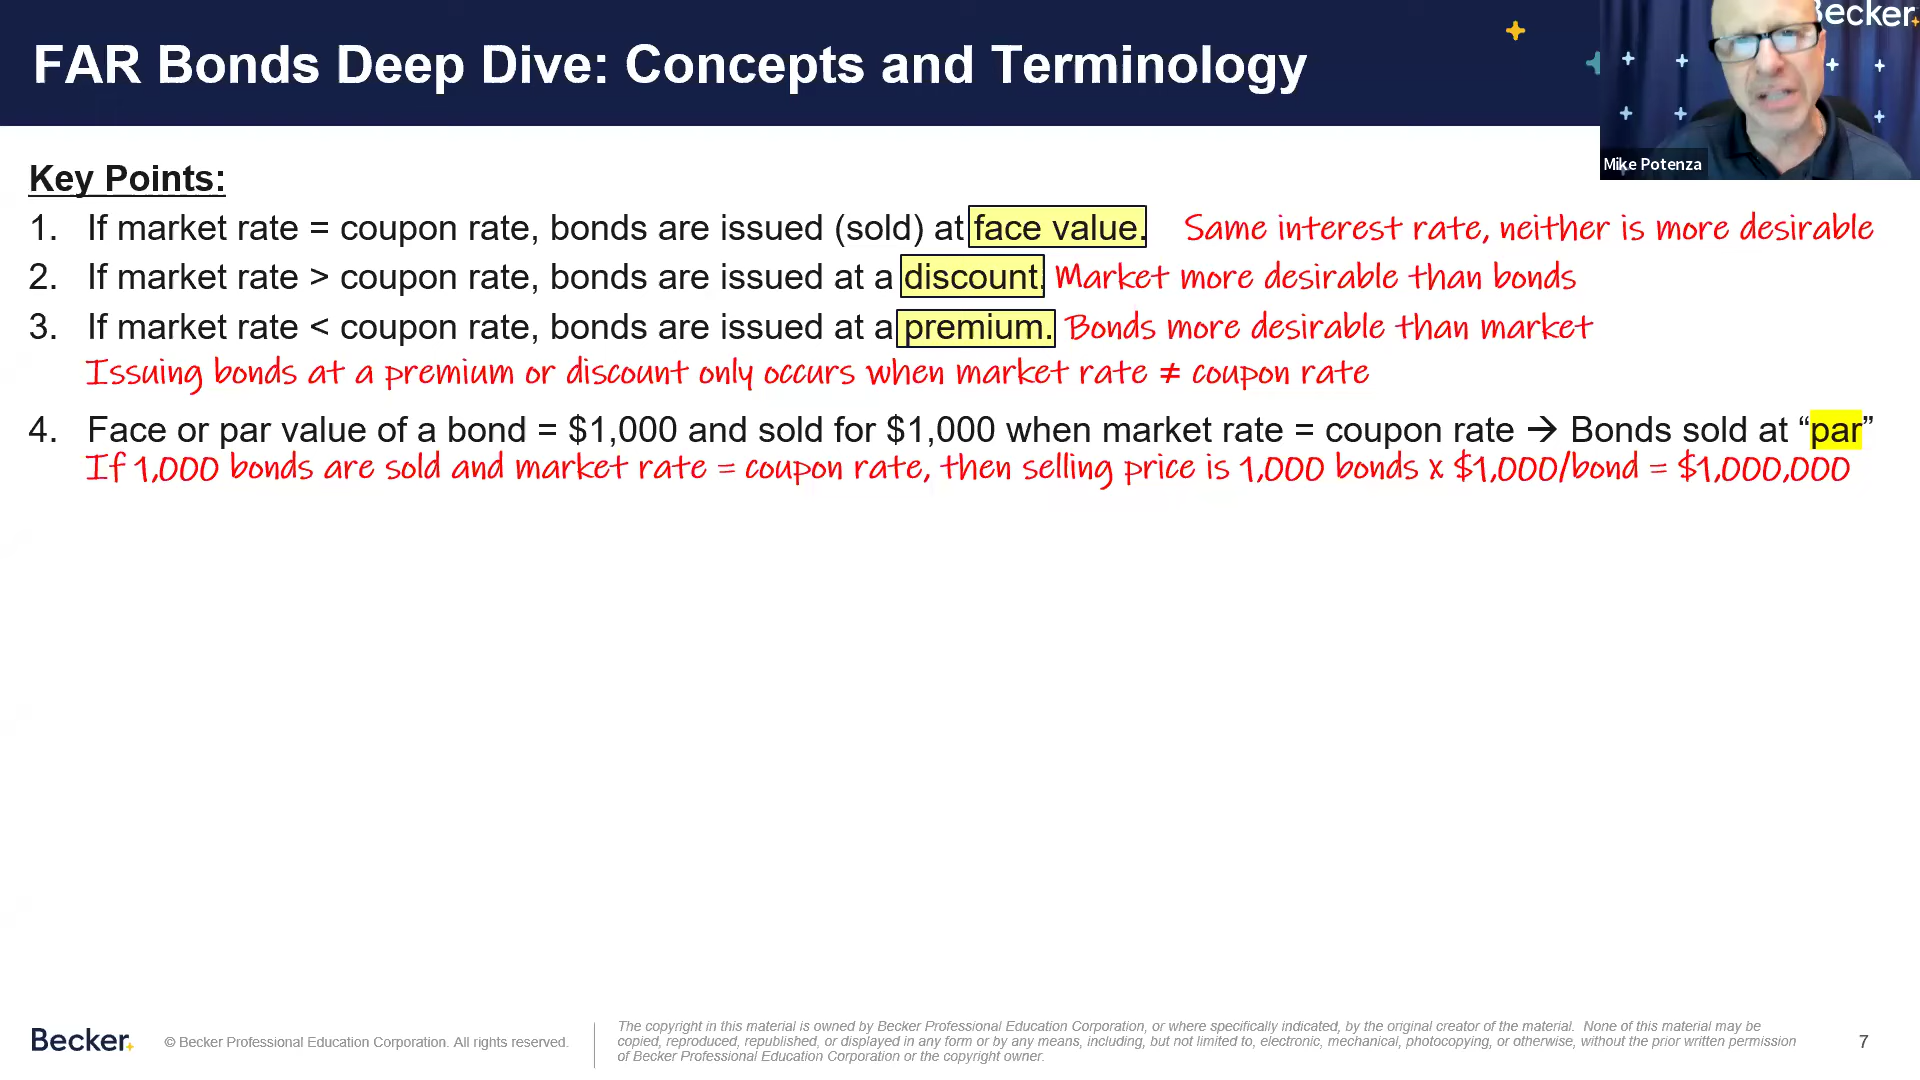 FAR Bonds Deep Dive: Concepts and Terminology
Becker.
Mike Potenza
Key Points:
1. If market rate = coupon rate, bonds are issued (sold) at face value. Same interest rate, neither is more desirable
2. If market rate > coupon rate, bonds are issued at a discount. Market more desirable than bonds
3. If market rate < coupon rate, bonds are issued at a premium. Bonds more desirable than market
Issuing bonds at a premium or discount only occurs when market rate ≠ coupon rate
4. Face or par value of a bond = $1,000 and sold for $1,000 when market rate = coupon rate → Bonds sold at “par”
If 1,000 bonds are sold and market rate = coupon rate, then selling price is 1,000 bonds x $1,000/bond = $1,000,000
Becker. © Becker Professional Education Corporation. All rights reserved.
The copyright in this material is owned by Becker Professional Education Corporation, or where specifically indicated, by the original creator of the material. None of this material may be
copied, reproduced, republished, or displayed in any form or by any means, including, but not limited to, electronic, mechanical, photocopying, or otherwise, without the prior written permission
of Becker Professional Education Corporation or the copyright owner.
7